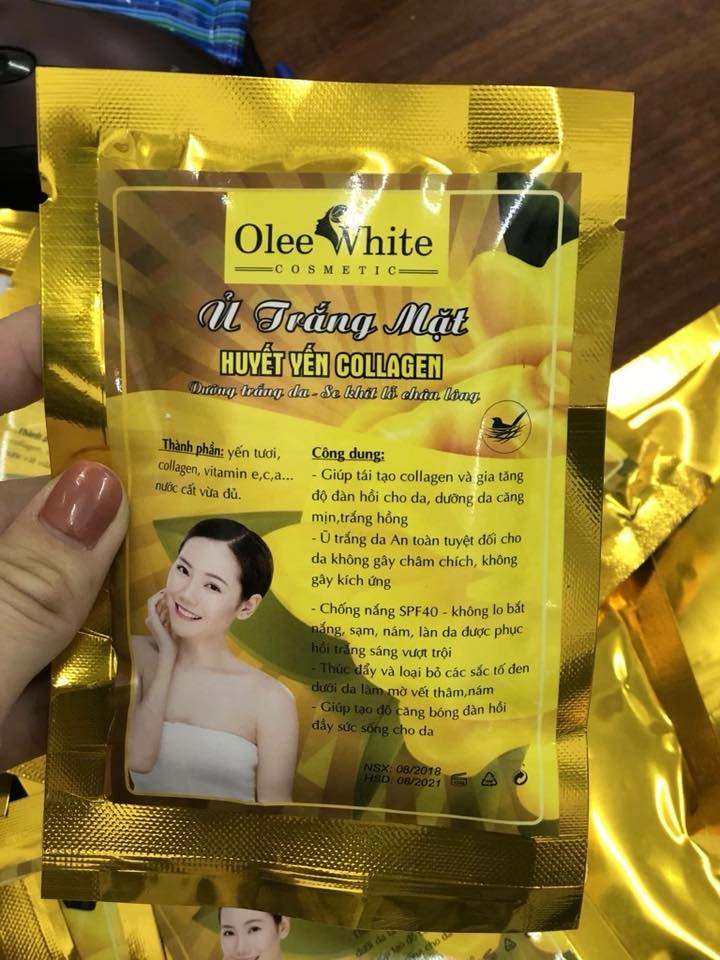 Olee White
COSMETIC
Ủ Trắng Mặt
HUYẾT YẾN COLLAGEN
Dưỡng trắng da - Se khít lỗ chân lông
Thành phần: yến tươi,
collagen, vitamin e,c,a...
nước cất vừa đủ.
Công dung:
- Giúp tái tạo collagen và gia tăng
độ đàn hồi cho da, dưỡng da căng
mịn,trắng hồng
- Ũ trắng da An toàn tuyệt đối cho
da không gây châm chích, không
gây kích ứng
- Chống nắng SPF40 - không lo bắt
nắng, sạm, nám, làn da được phục
hồi trắng sáng vượt trội
- Thúc đẩy và loại bỏ các sắc tố đen
dưới da làm mờ vết thâm,nám
- Giúp tạo độ căng bóng đàn hồi
đầy sức sống cho da
NSX: 08/2018
HSD: 08/2021